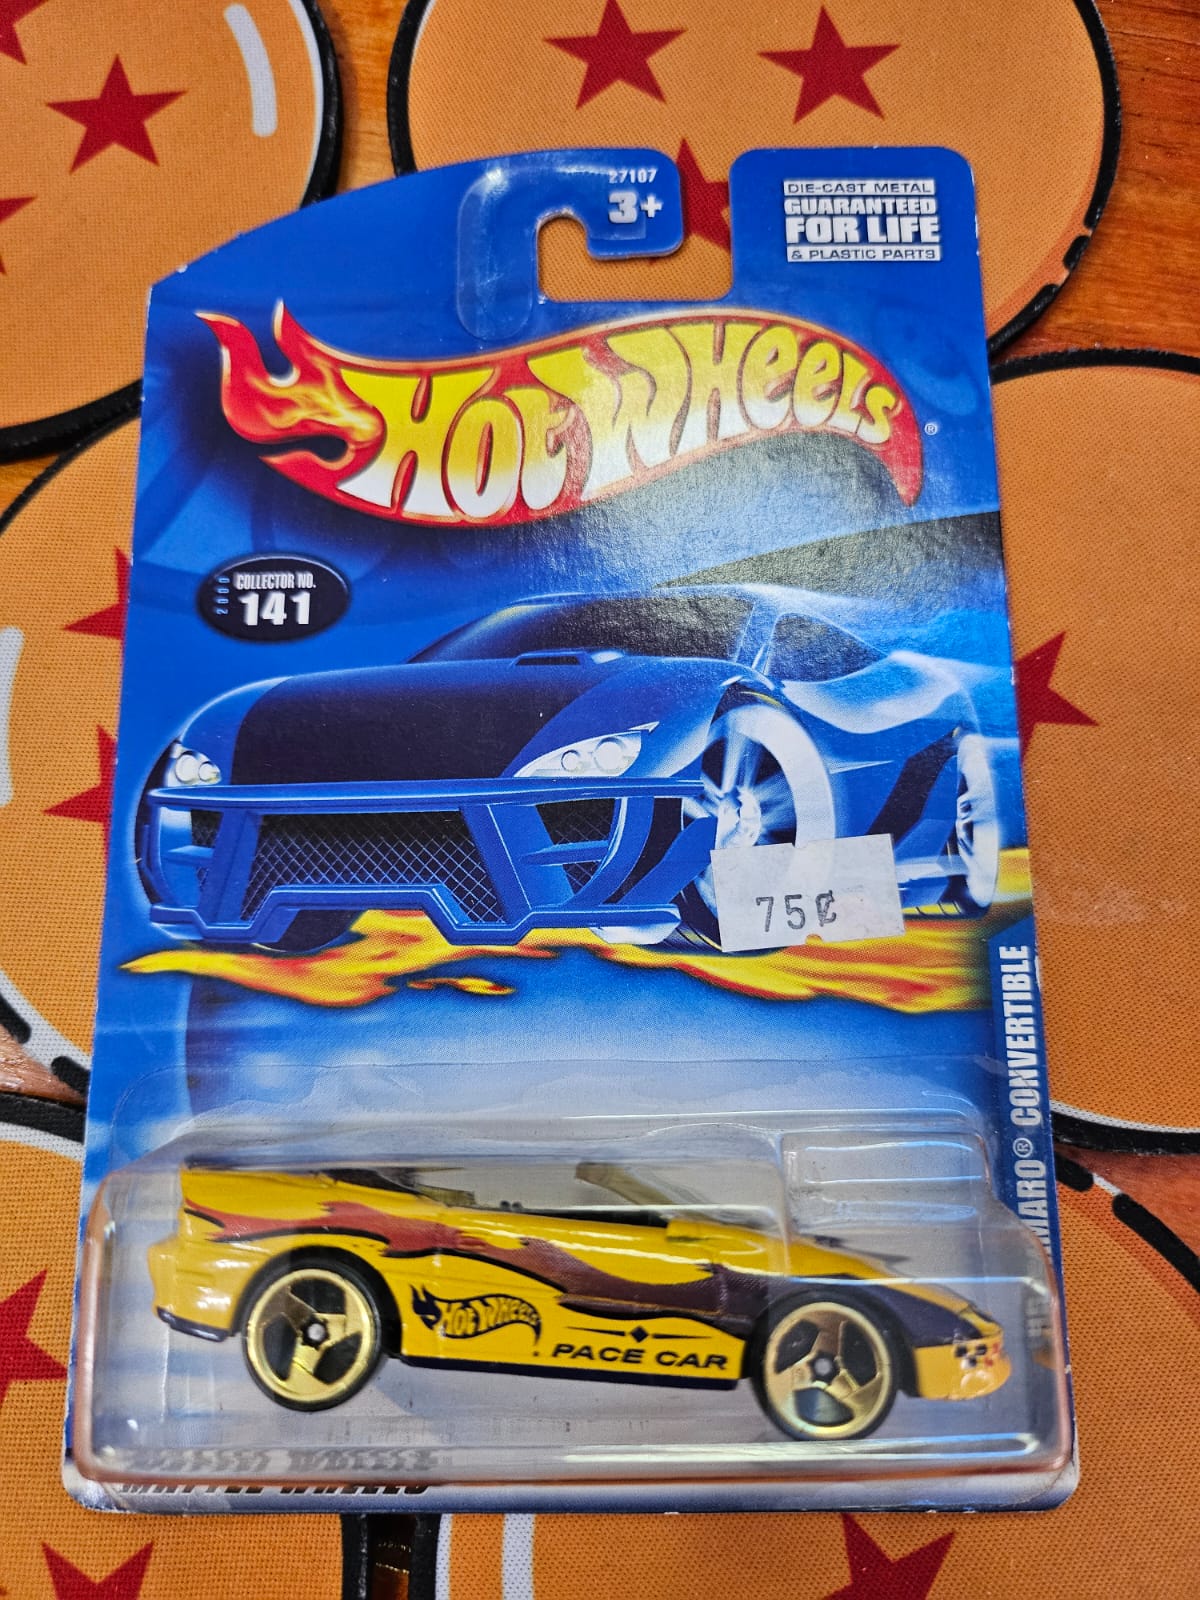 27107
3+
DIE-CAST METAL
GUARANTEED
FOR LIFE
& PLASTIC PARTS
HOT WHEELS®
2000
COLLECTOR NO.
141
75¢
MARO® CONVERTIBLE
HOT WHEELS
PACE CAR